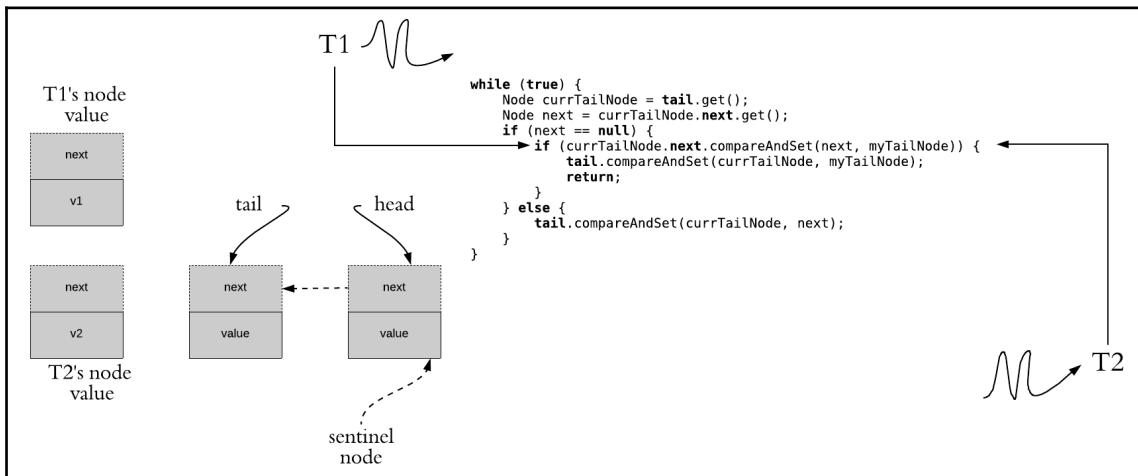 T1
T1's node
value
next
v1
while (true) {
    Node currTailNode = tail.get();
    Node next = currTailNode.next.get();
    if (next == null) {
        if (currTailNode.next.compareAndSet(next, myTailNode)) {
            tail.compareAndSet(currTailNode, myTailNode);
            return;
        }
    } else {
        tail.compareAndSet(currTailNode, next);
    }
}
tail
head
next
v2
T2's node
value
next
value
next
value
sentinel
node
T2